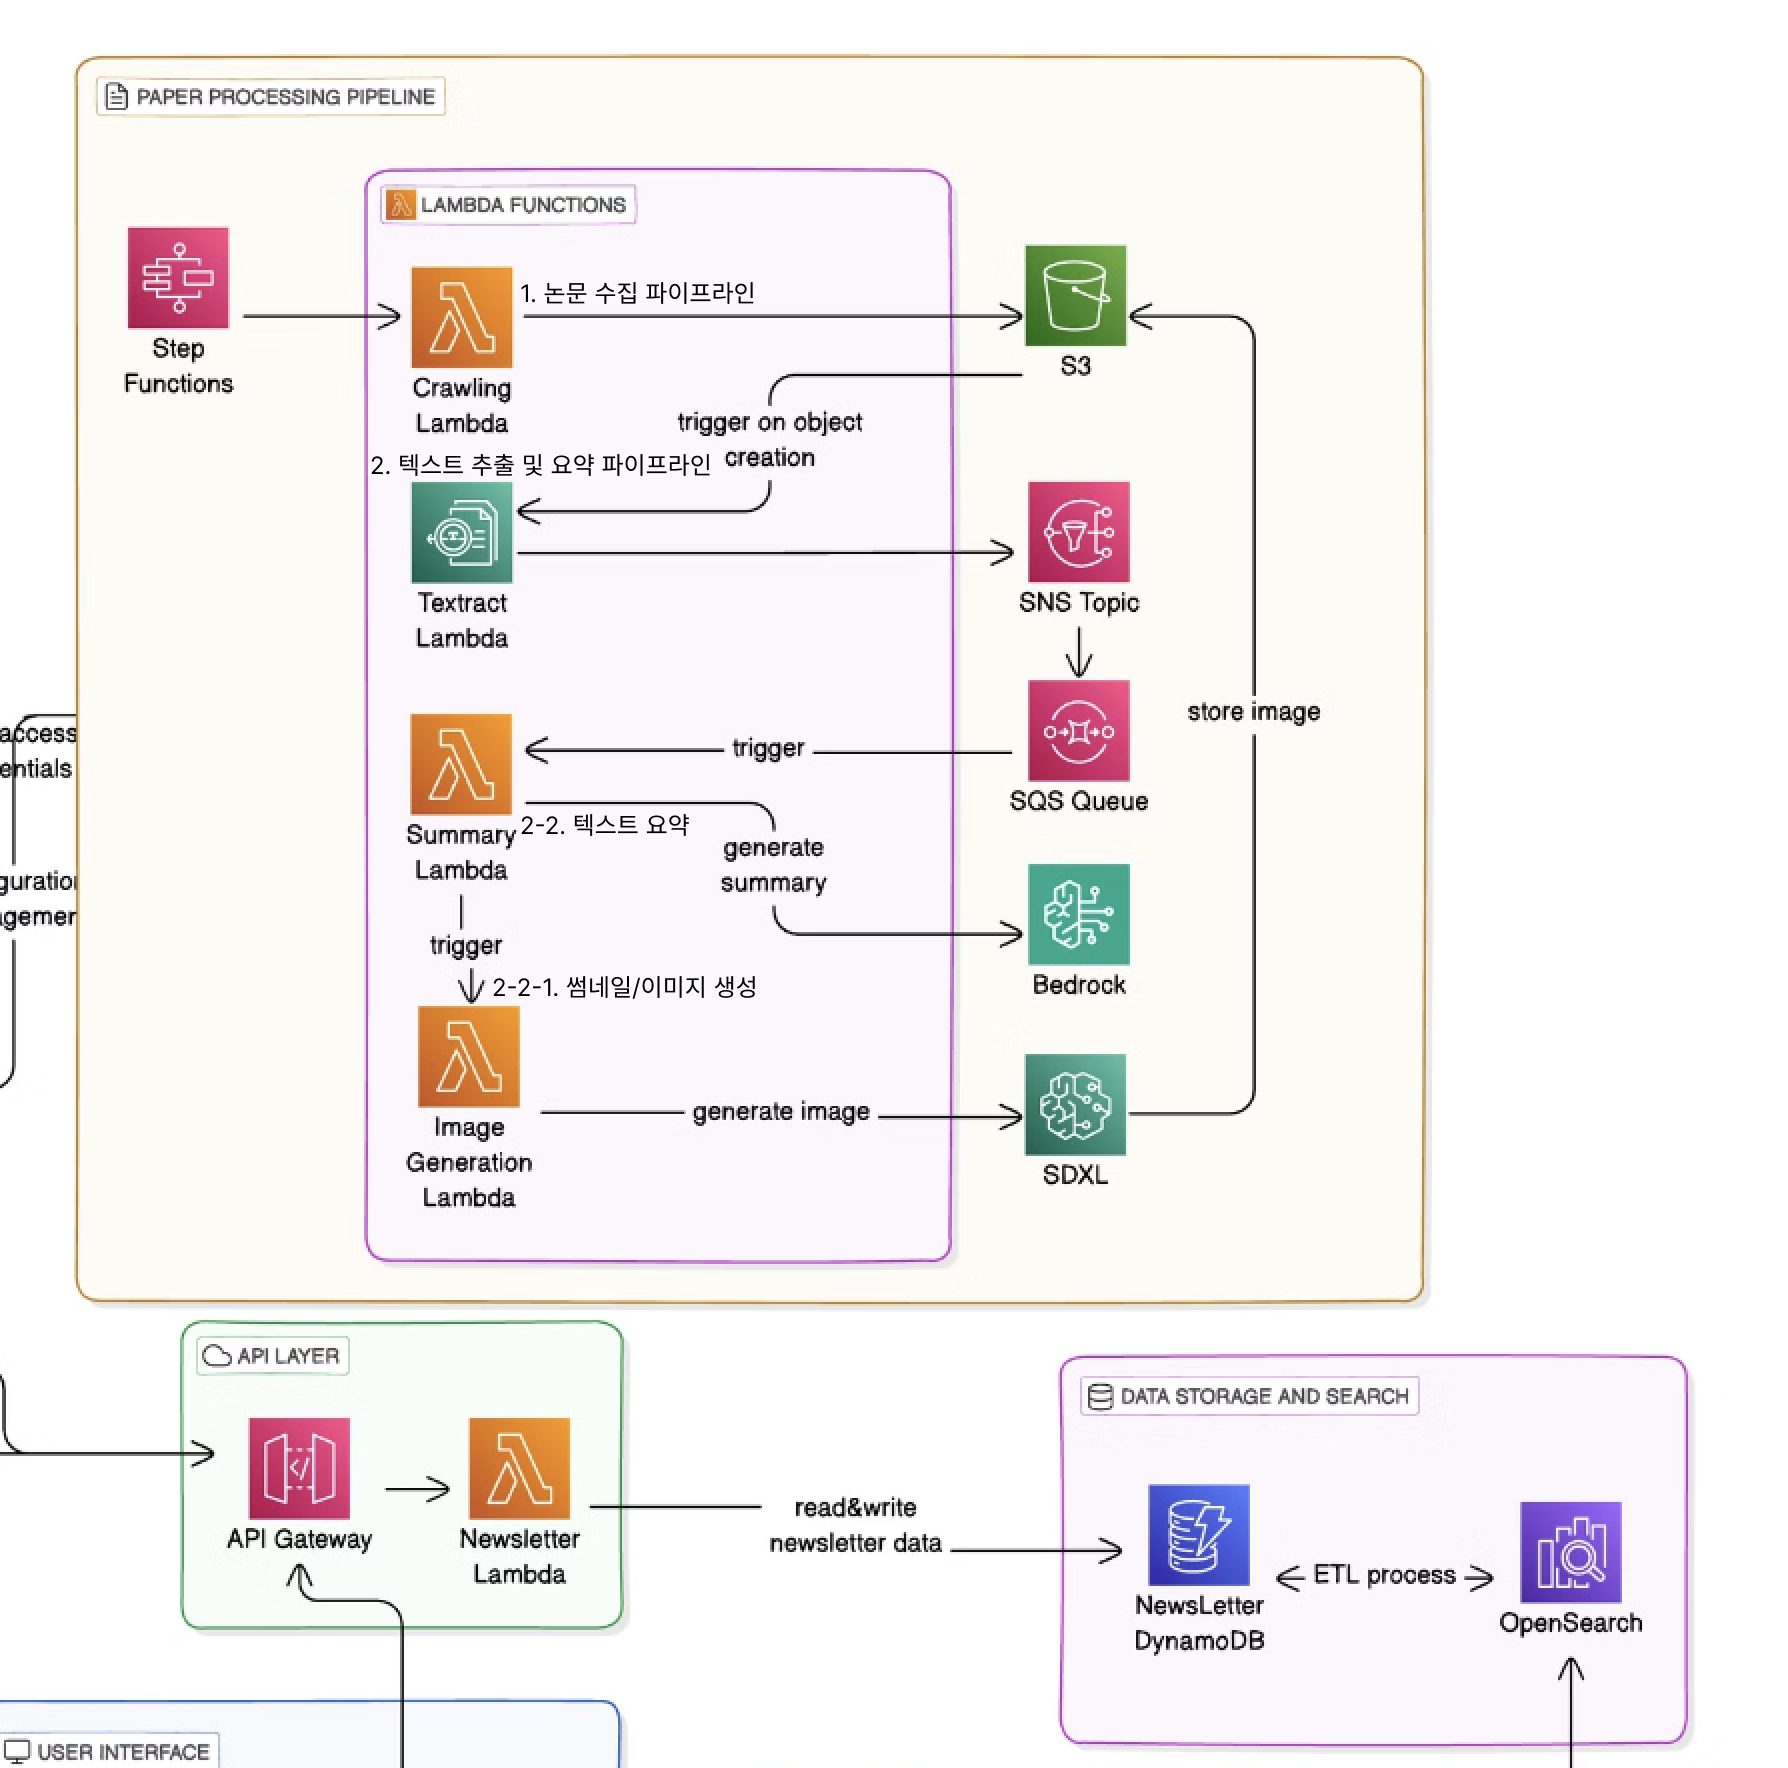 PAPER PROCESSING PIPELINE
LAMBDA FUNCTIONS
Step
Functions
1. 논문 수집 파이프라인
Crawling
Lambda
S3
trigger on object
creation
2. 텍스트 추출 및 요약 파이프라인
Textract
Lambda
SNS Topic
access
entials
store image
trigger
SQS Queue
Summary
Lambda
2-2. 텍스트 요약
generate
summary
guration
agemen
trigger
2-2-1. 썸네일/이미지 생성
Bedrock
generate image
Image
Generation
Lambda
SDXL
API LAYER
API Gateway
Newsletter
Lambda
read&write
newsletter data
DATA STORAGE AND SEARCH
NewsLetter
DynamoDB
ETL process
OpenSearch
USER INTERFACE